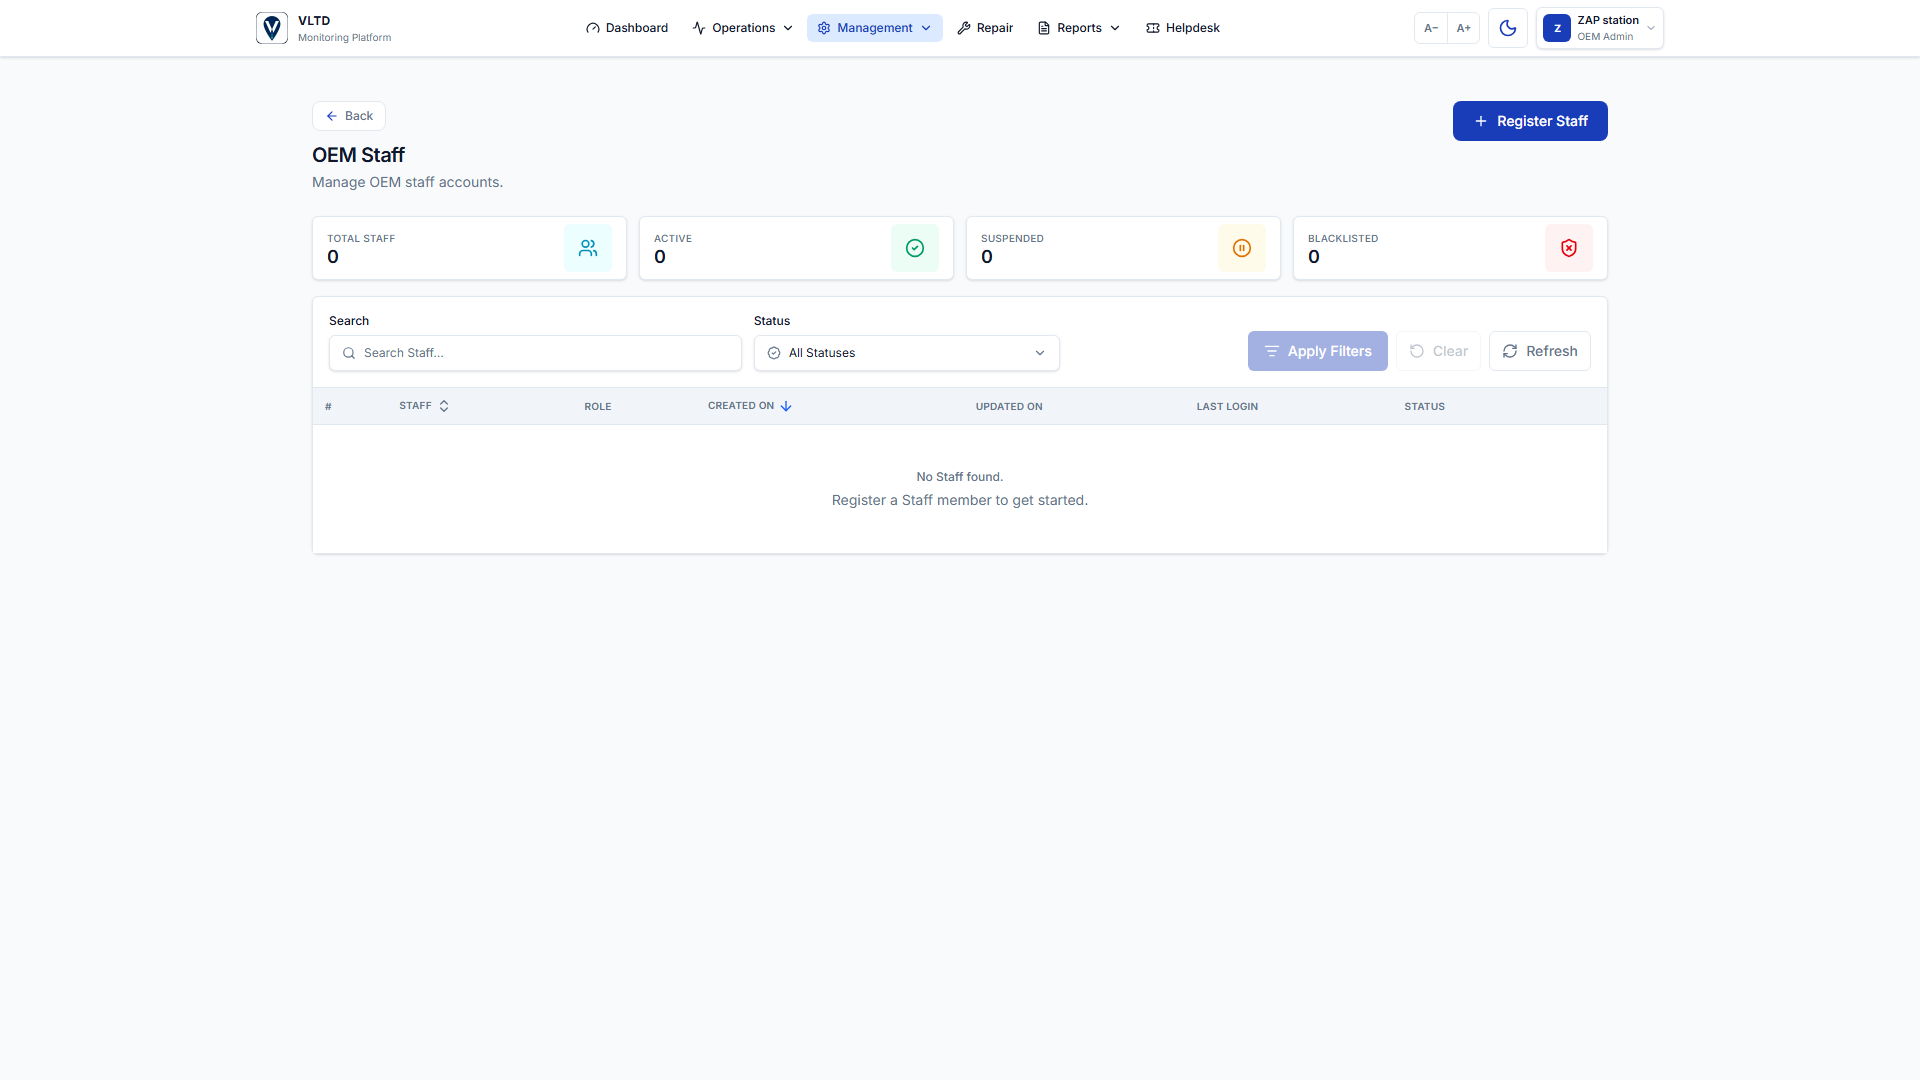 VLTD
Monitoring Platform
Dashboard
Operations
Management
Repair
Reports
Helpdesk
A−
A+
Z
ZAP station
OEM Admin
Back
Register Staff
OEM Staff
Manage OEM staff accounts.
TOTAL STAFF
0
ACTIVE
0
SUSPENDED
0
BLACKLISTED
0
Search
Search Staff...
Status
All Statuses
Apply Filters
Clear
Refresh
# STAFF ROLE CREATED ON UPDATED ON LAST LOGIN STATUS
No Staff found.
Register a Staff member to get started.